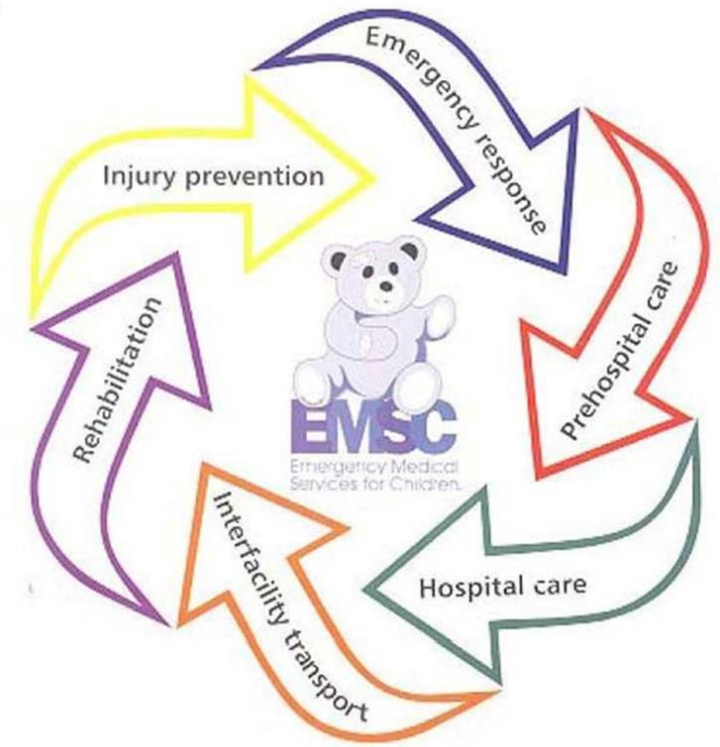 Emergency response
Injury prevention
Prehospital care
Rehabilitation
EMSC
Emergency Medical
Services for Children
Interfacility transport
Hospital care